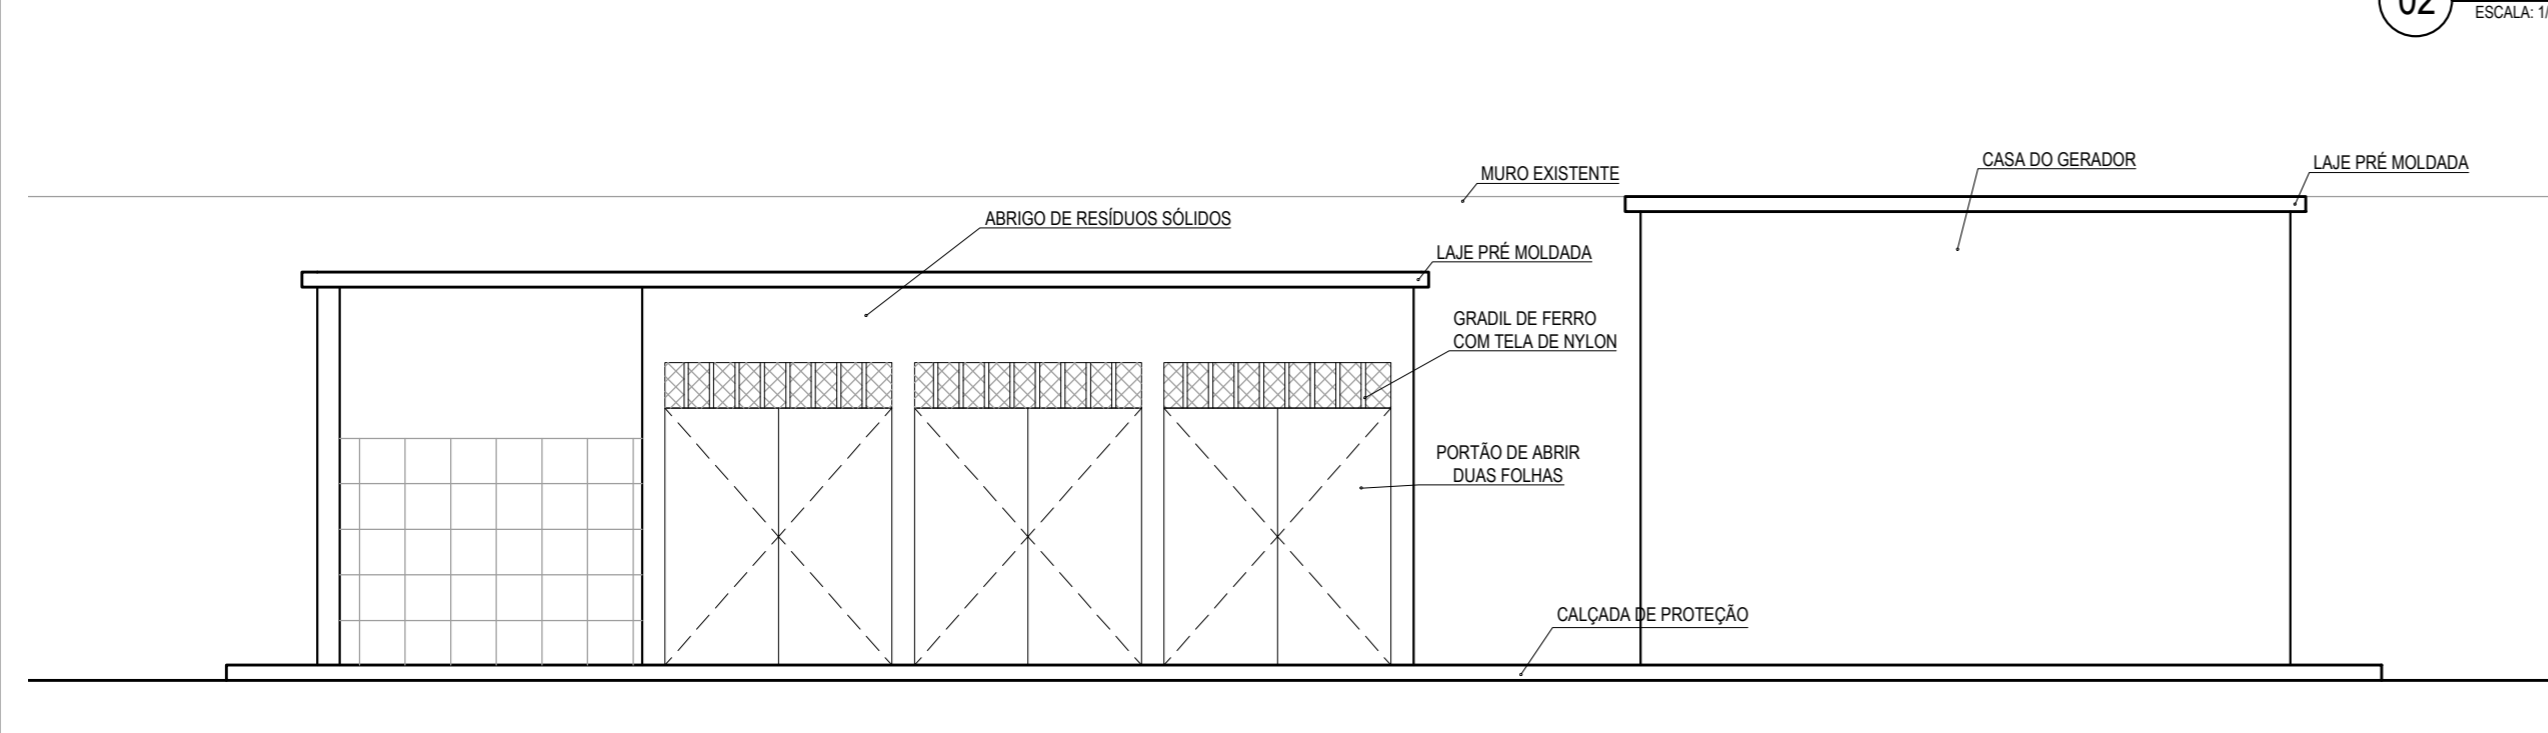 02
ESCALA: 1/
CASA DO GERADOR
LAJE PRÉ MOLDADA
MURO EXISTENTE
ABRIGO DE RESÍDUOS SÓLIDOS
LAJE PRÉ MOLDADA
GRADIL DE FERRO
COM TELA DE NYLON
PORTÃO DE ABRIR
DUAS FOLHAS
CALÇADA DE PROTEÇÃO